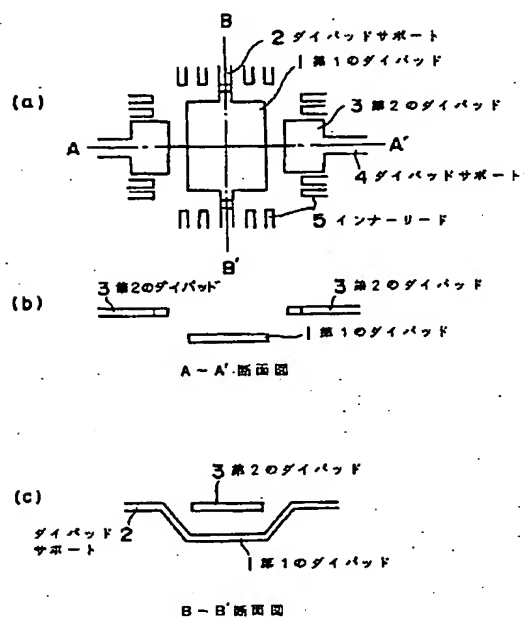 B
2 ダイパッドサポート
1 第1のダイパッド
(a)
3 第2のダイパッド
A
A'
4 ダイパッドサポート
5 インナーリード
B'
(b)
3 第2のダイパッド
3 第2のダイパッド
1 第1のダイパッド
A－A' 断面図
(c)
3 第2のダイパッド
ダイパッド 2
サポート
1 第1のダイパッド
B－B' 断面図